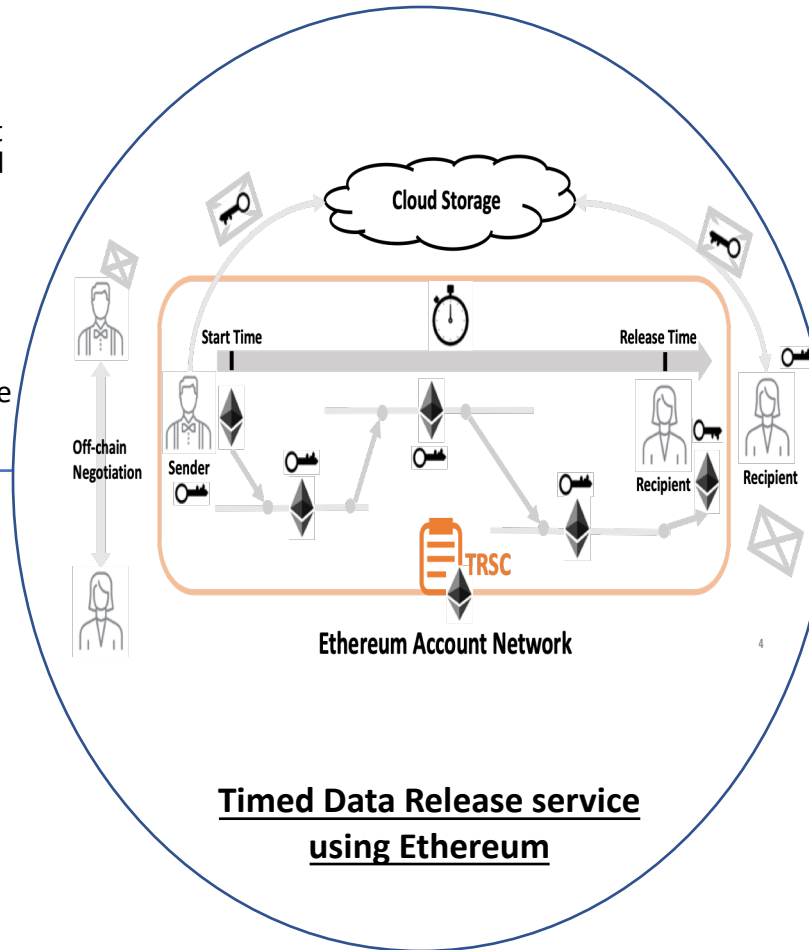 Cloud Storage
Start Time
Release Time
Off-chain
Negotiation
Sender
Recipient
Recipient
TRSC
Ethereum Account Network
4
Timed Data Release service
using Ethereum